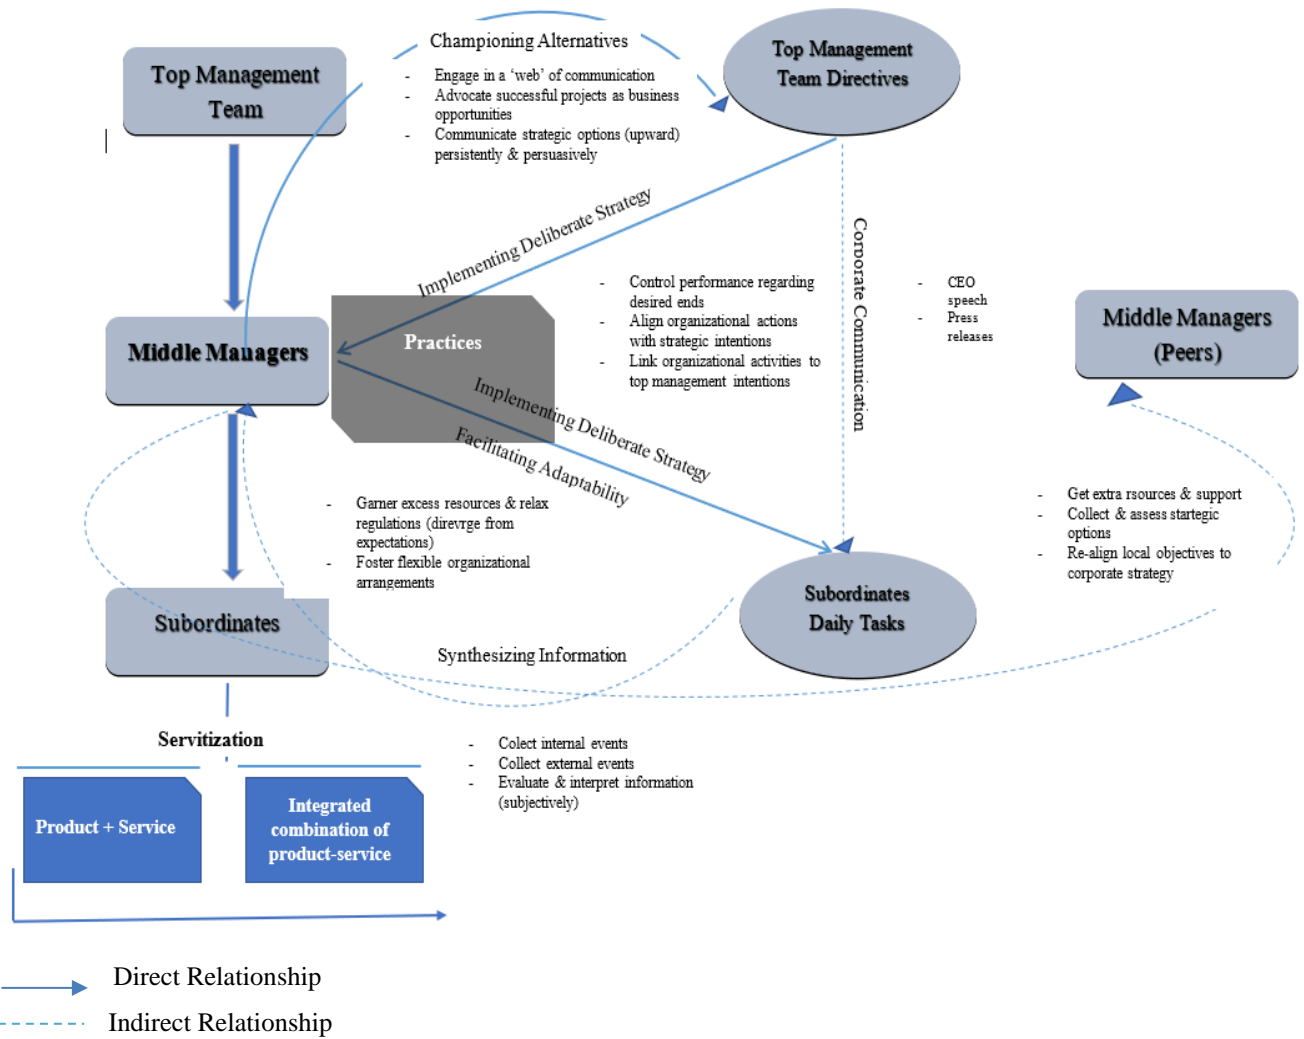 Championing Alternatives
- Engage in a ‘web’ of communication
- Advocate successful projects as business
opportunities
- Communicate strategic options (upward)
persistently & persuasively
Top Management
Team
Top Management
Team Directives
Implementing Deliberate Strategy
Corporate Communication
- Control performance regarding
desired ends
- Align organizational actions
with strategic intentions
- Link organizational activities to
top management intentions
- CEO
speech
- Press
releases
Middle Managers
(Peers)
Middle Managers
Practices
Implementing Deliberate Strategy
Facilitating Adaptability
- Garner excess resources & relax
regulations (direvrge from
expectations)
- Foster flexible organizational
arrangements
- Get extra rsources & support
- Collect & assess startegic
options
- Re-align local objectives to
corporate strategy
Subordinates
Subordinates
Daily Tasks
Synthesizing Information
- Colect internal events
- Collect external events
- Evaluate & interpret information
(subjectively)
Servitization
Product + Service
Integrated
combination of
product-service
Direct Relationship
Indirect Relationship